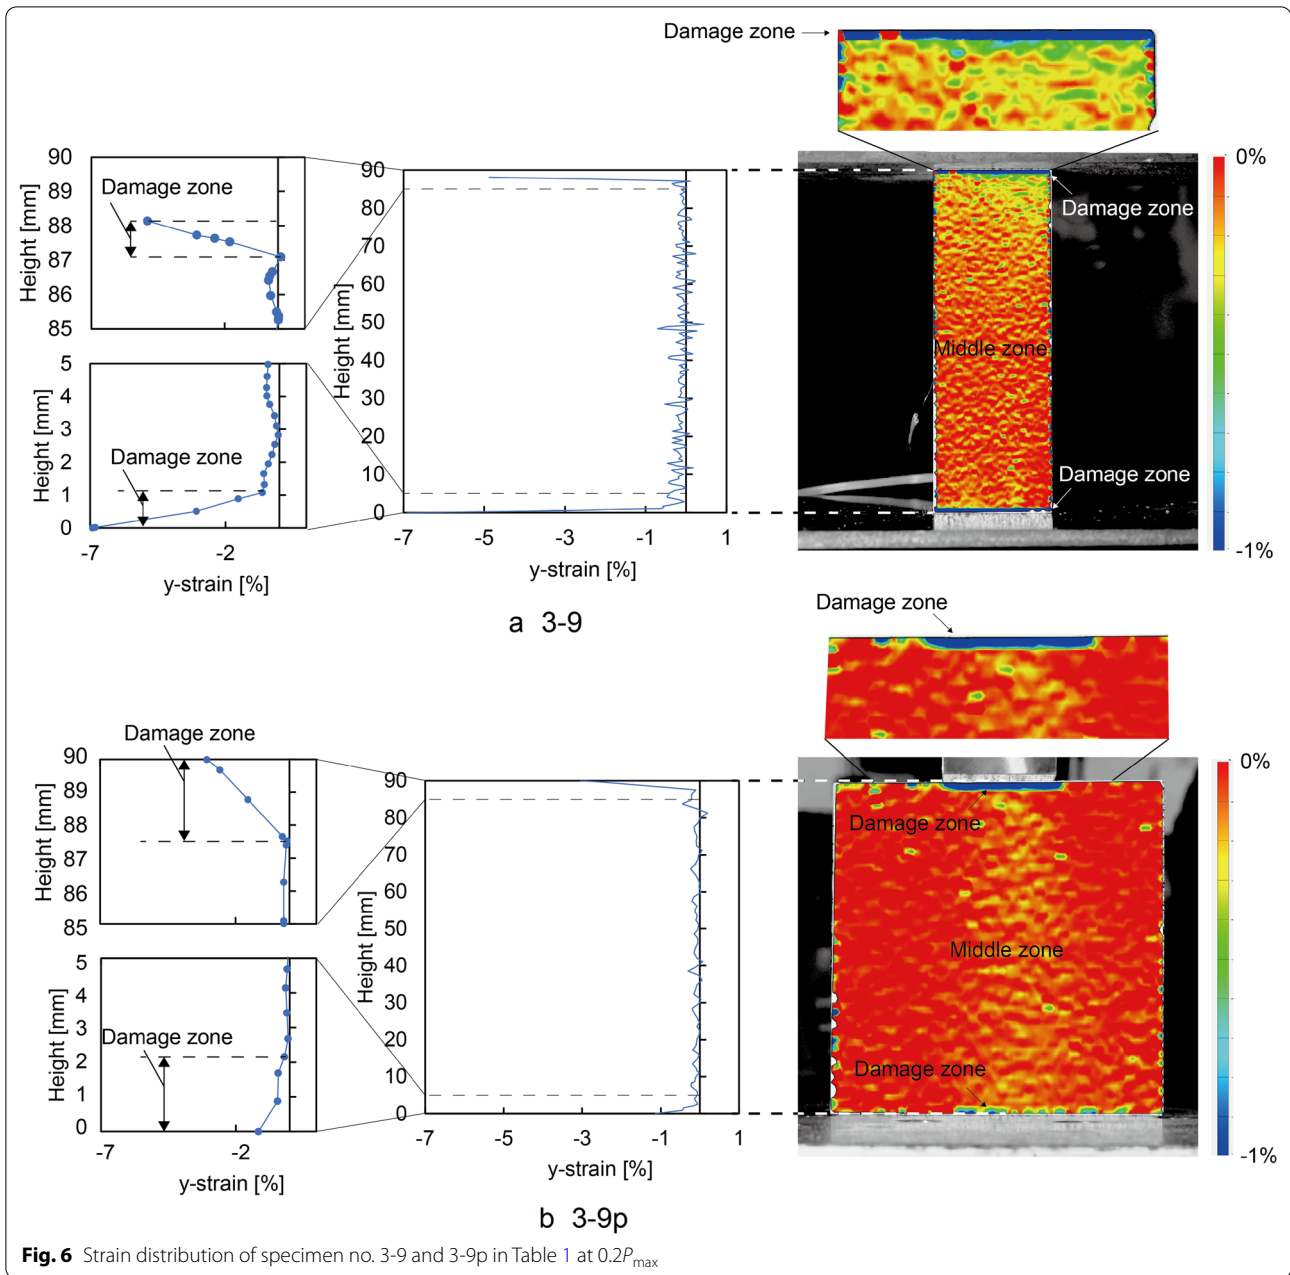 Damage zone
90
89
88
87
86
85
Height [mm]
Damage zone
5
4
3
2
1
0
Height [mm]
Damage zone
-7
-2
y-strain [%]
90
80
70
60
50
40
30
20
10
0
Height [mm]
-7
-5
-3
-1
1
y-strain [%]
Damage zone
Middle zone
Damage zone
0%
-1%
a 3-9
Damage zone
Damage zone
90
89
88
87
86
85
Height [mm]
5
4
3
2
1
0
Height [mm]
Damage zone
-7
-2
y-strain [%]
90
80
70
60
50
40
30
20
10
0
Height [mm]
-7
-5
-3
-1
1
y-strain [%]
Damage zone
Middle zone
Damage zone
0%
-1%
b 3-9p
Fig. 6 Strain distribution of specimen no. 3-9 and 3-9p in Table 1 at 0.2Pmax